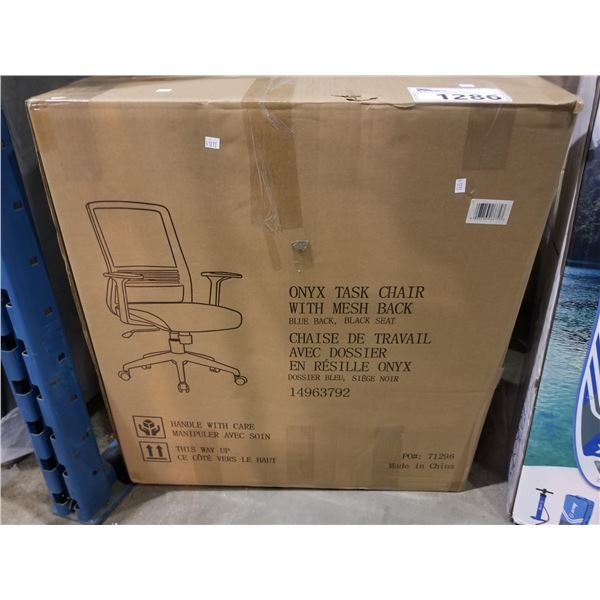 1286
ONYX TASK CHAIR
WITH MESH BACK
BLUE BACK, BLACK SEAT
CHAISE DE TRAVAIL
AVEC DOSSIER
EN RÉSILLE ONYX
DOSSIER BLEU, SIÈGE NOIR
14963792
HANDLE WITH CARE
MANIPULER AVEC SOIN
THIS WAY UP
CE CÔTÉ VERS LE HAUT
PO#: 71296
Made in China